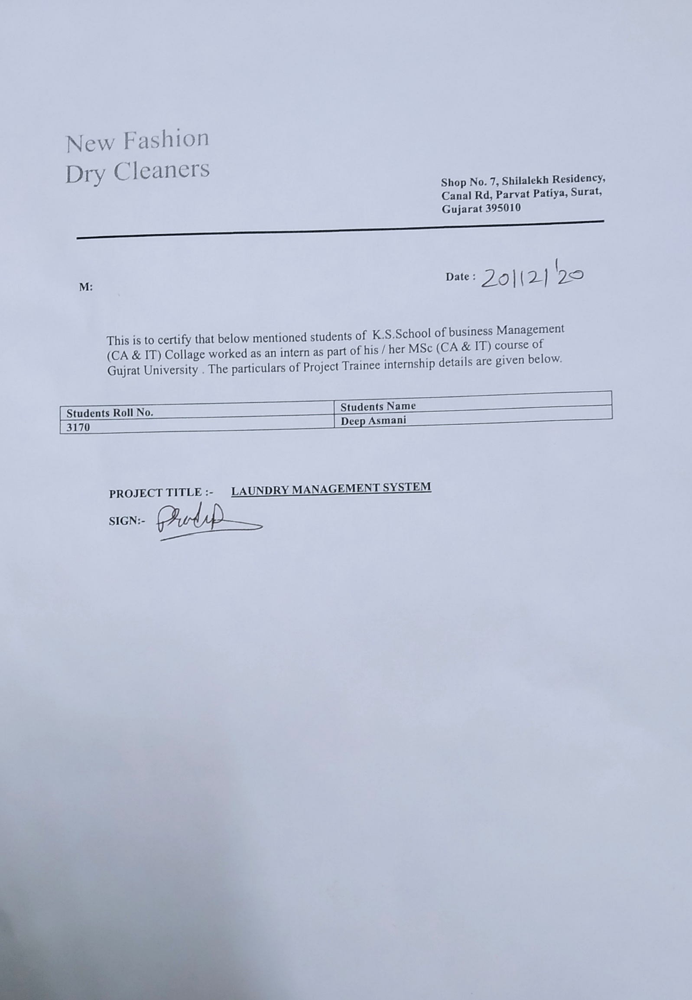 New Fashion
Dry Cleaners
Shop No. 7, Shilalekh Residency,
Canal Rd, Parvat Patiya, Surat,
Gujarat 395010
M:
Date : 20/12/'20
This is to certify that below mentioned students of K.S.School of business Management
(CA & IT) Collage worked as an intern as part of his / her MSc (CA & IT) course of
Gujrat University . The particulars of Project Trainee internship details are given below.
Students Roll No. Students Name
3170 Deep Asmani
PROJECT TITLE :- LAUNDRY MANAGEMENT SYSTEM
SIGN:-